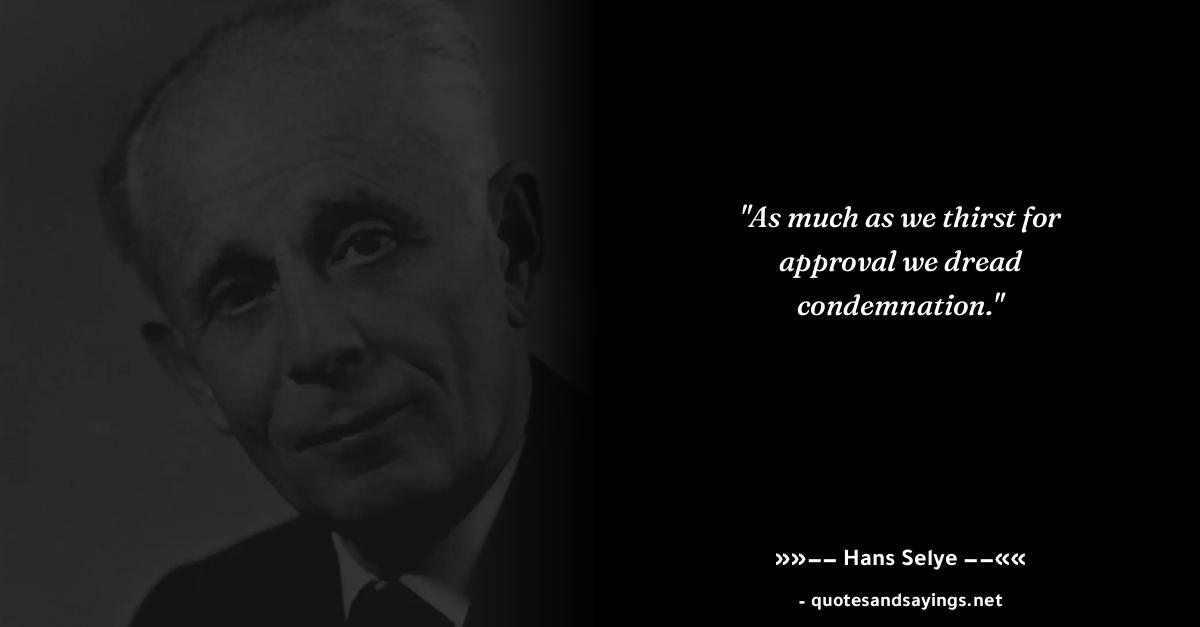 "As much as we thirst for
approval we dread
condemnation."
»»−− Hans Selye −−««
- quotesandsayings.net